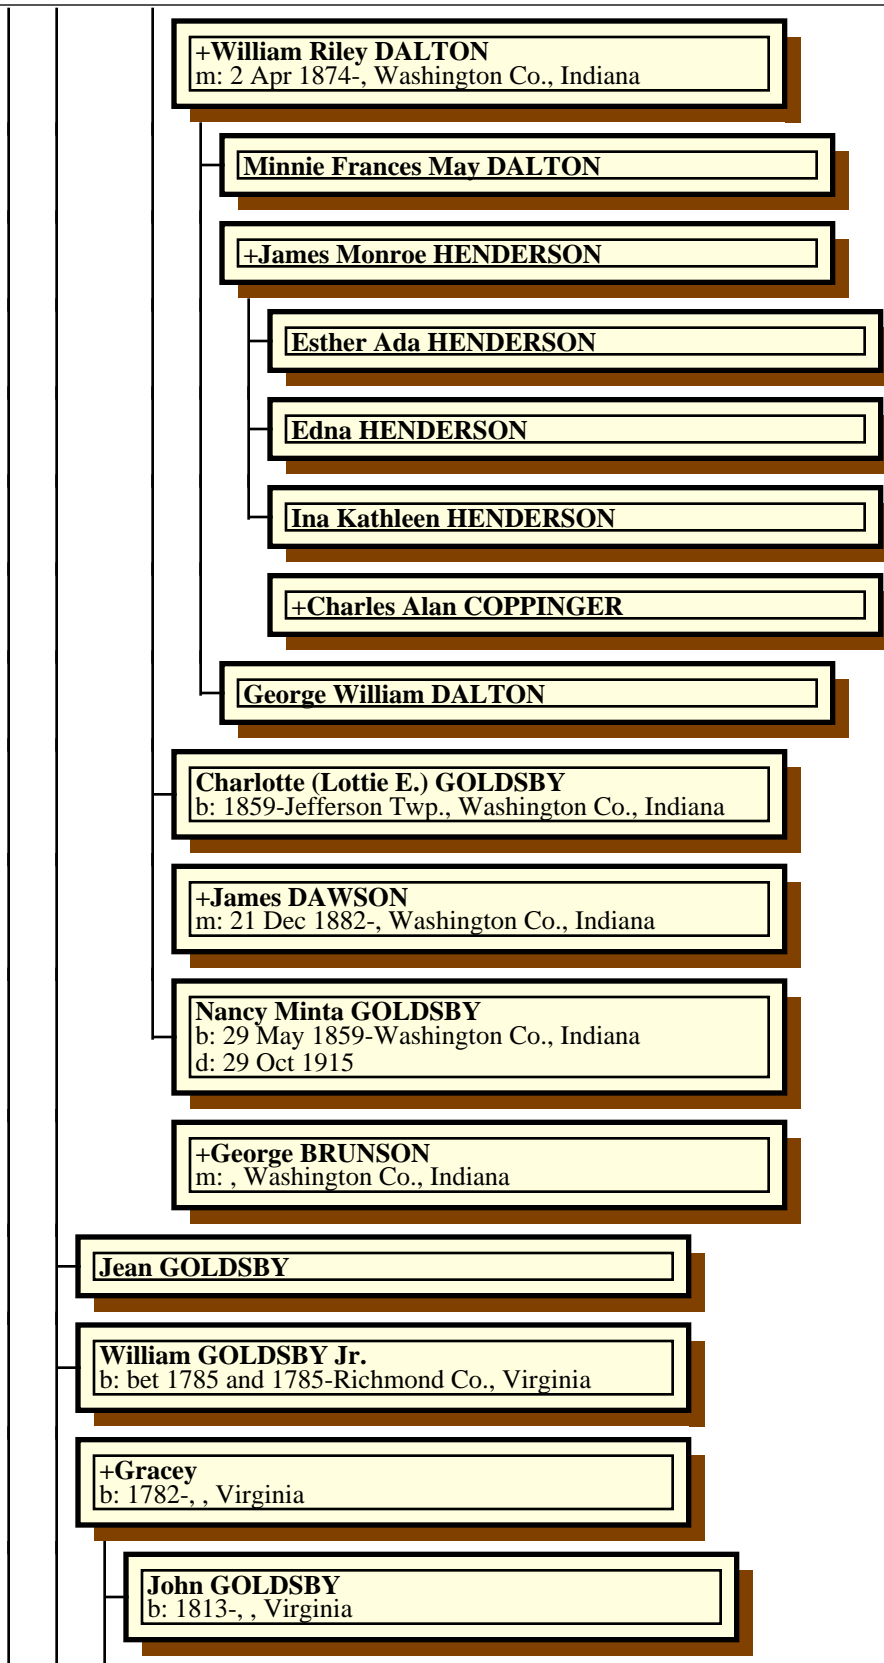 +William Riley DALTON
m: 2 Apr 1874-, Washington Co., Indiana
Minnie Frances May DALTON
+James Monroe HENDERSON
Esther Ada HENDERSON
Edna HENDERSON
Ina Kathleen HENDERSON
+Charles Alan COPPINGER
George William DALTON
Charlotte (Lottie E.) GOLDSBY
b: 1859-Jefferson Twp., Washington Co., Indiana
+James DAWSON
m: 21 Dec 1882-, Washington Co., Indiana
Nancy Minta GOLDSBY
b: 29 May 1859-Washington Co., Indiana
d: 29 Oct 1915
+George BRUNSON
m: , Washington Co., Indiana
Jean GOLDSBY
William GOLDSBY Jr.
b: bet 1785 and 1785-Richmond Co., Virginia
+Gracey
b: 1782-, , Virginia
John GOLDSBY
b: 1813-, , Virginia